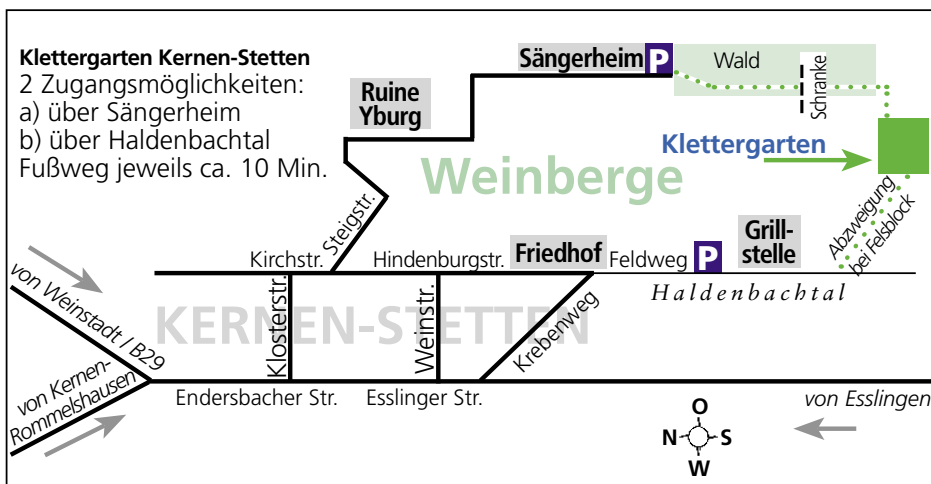 Klettergarten Kernen-Stetten
2 Zugangsmöglichkeiten:
a) über Sängerheim
b) über Haldenbachtal
Fußweg jeweils ca. 10 Min.
Sängerheim P
Wald
Schranke
Ruine
Yburg
Klettergarten
Weinberge
Steigstr.
Abzweigung
bei Felsblock
Grill-
stelle
Kirchstr.
Hindenburgstr.
Friedhof
Feldweg P
Haldenbachtal
von Weinstadt / B29
KERNEN-STETTEN
Klosterstr.
Weinstr.
Krebenweg
von Kernen-
Rommelshausen
Endersbacher Str.
Esslinger Str.
von Esslingen
O
N S
W